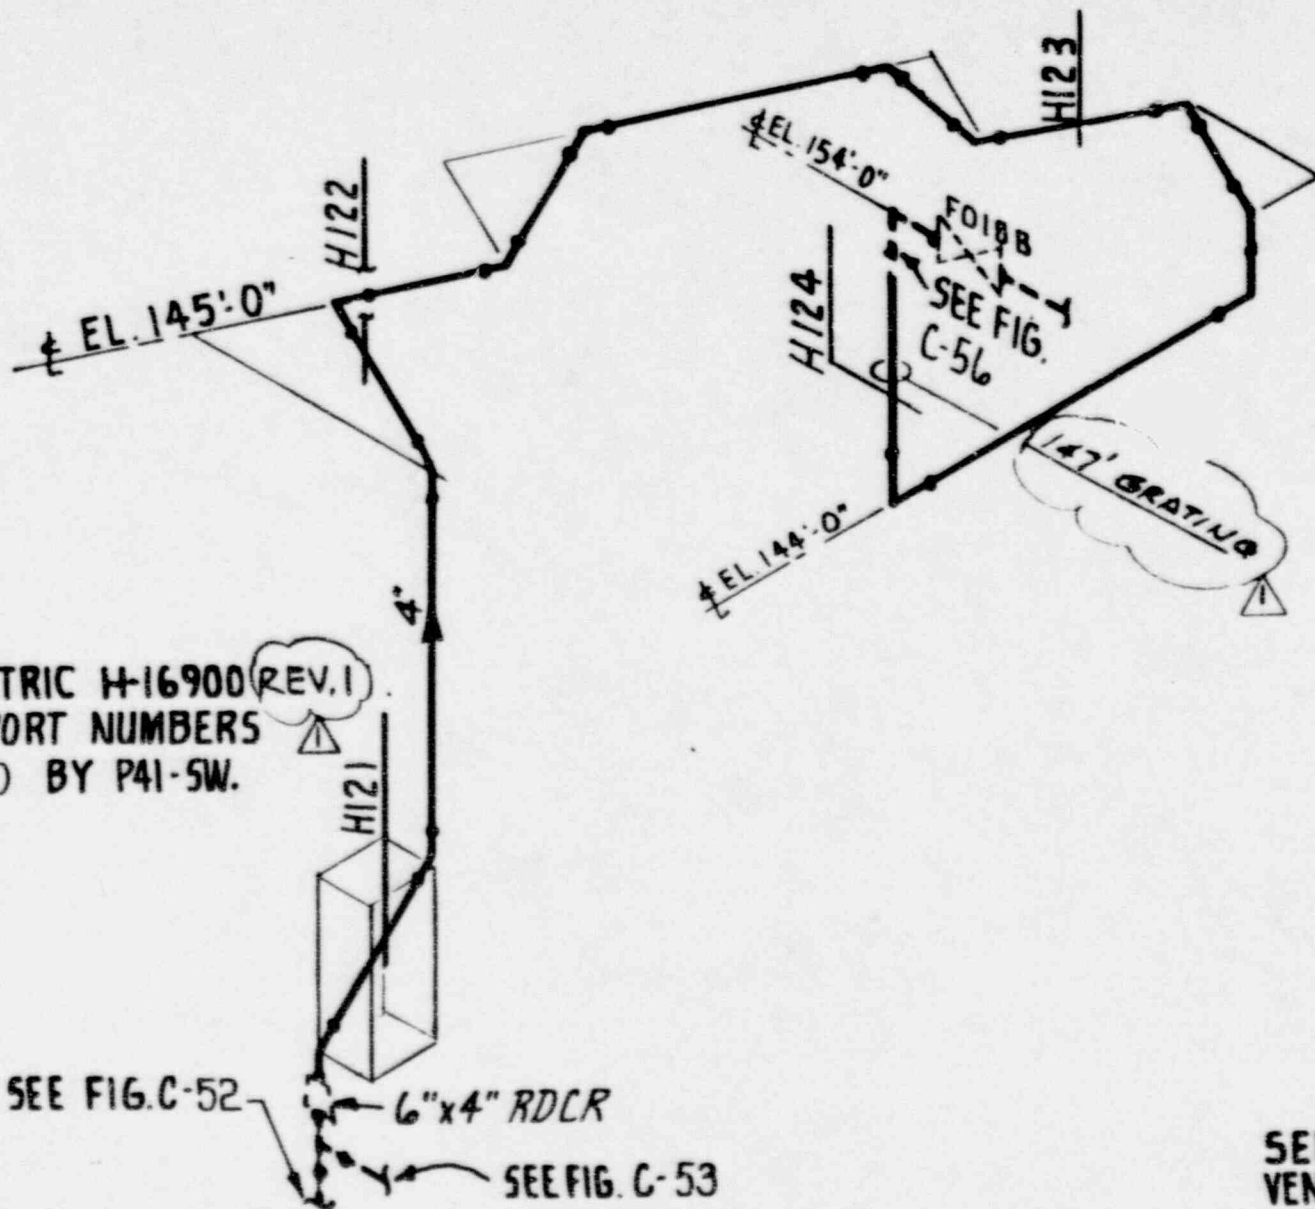 H123
℄ EL. 154'-0"
F018B
H122
H124
SEE FIG.
C-56
℄ EL. 145'-0"
147' GRATING
1
℄ EL. 144'-0"
4"
TRIC H-16900 REV. 1
ORT NUMBERS
1
) BY P41-SW.
H121
SEE FIG. C-52
6"x4" RDCR
SEE FIG. C-53
SE
VEN